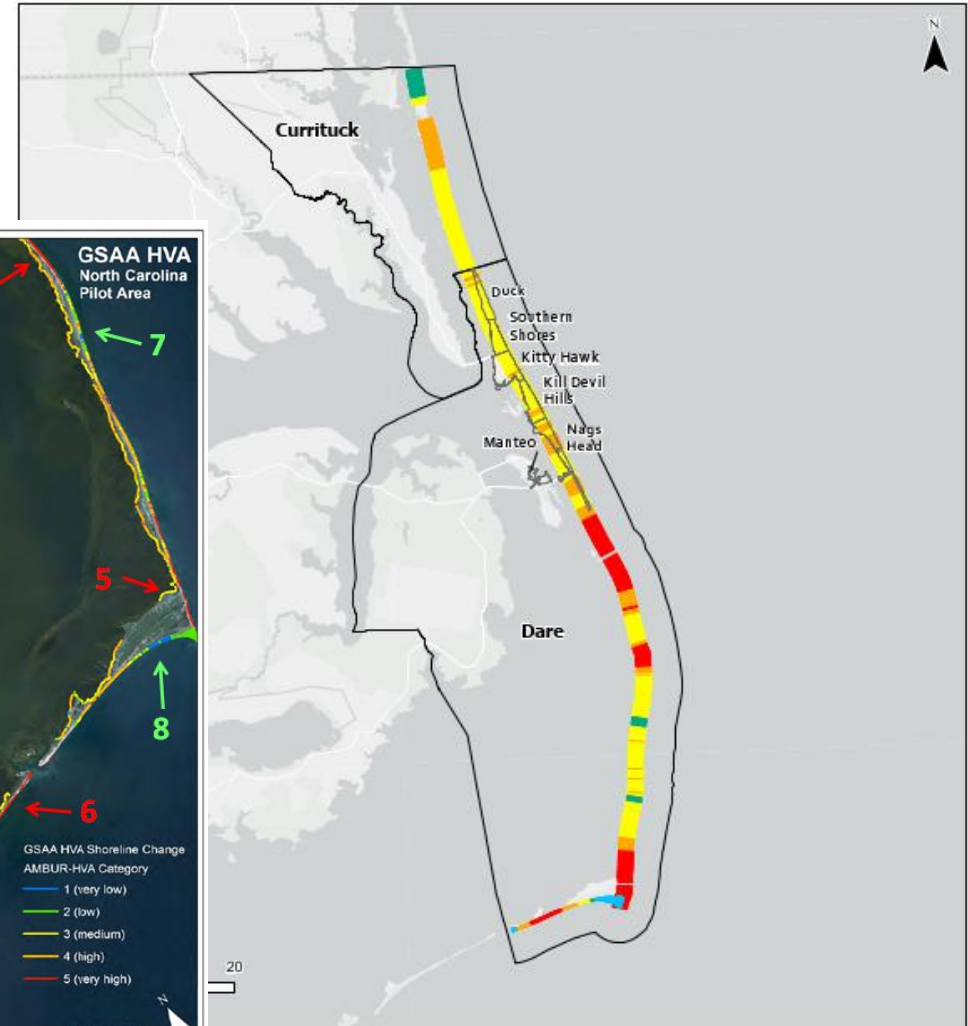 N
Currituck
Duck
Southern
Shores
Kitty Hawk
Kill Devil
Hills
Nags
Head
Manteo
Dare
20
GSAA HVA
North Carolina
Pilot Area
7
5
8
6
GSAA HVA Shoreline Change
AMBUR-HVA Category
1 (very low)
2 (low)
3 (medium)
4 (high)
5 (very high)
N